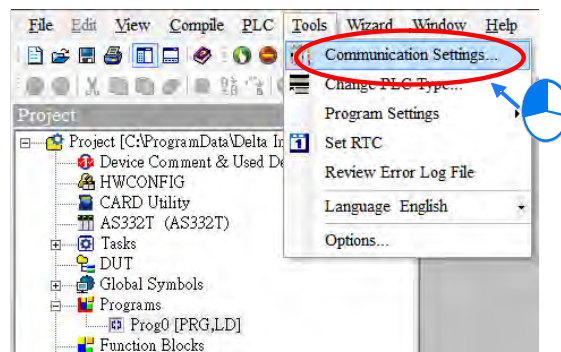 File Edit View Compile PLC Tools Wizard Window Help
Communication Settings...
Change PLC Type...
Program Settings
Set RTC
Review Error Log File
Language English
Options...
Project
Project [C:\ProgramData\Delta In
Device Comment & Used De
HWCONFIG
CARD Utility
AS332T (AS332T)
Tasks
DUT
Global Symbols
Programs
Prog0 [PRG,LD]
Function Blocks